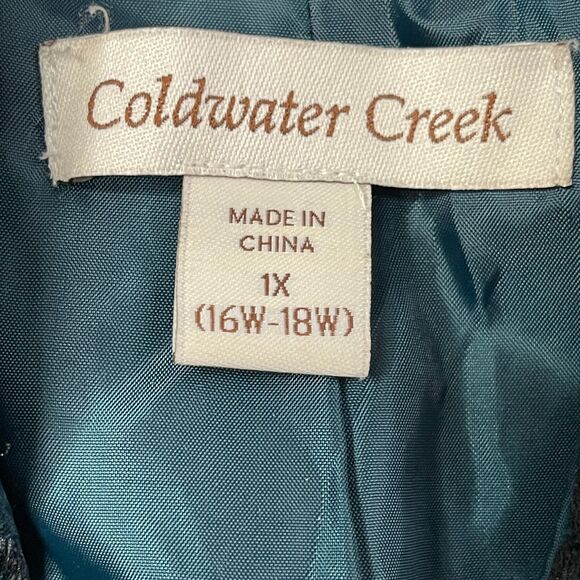 Coldwater Creek
MADE IN
CHINA
1X
(16W-18W)